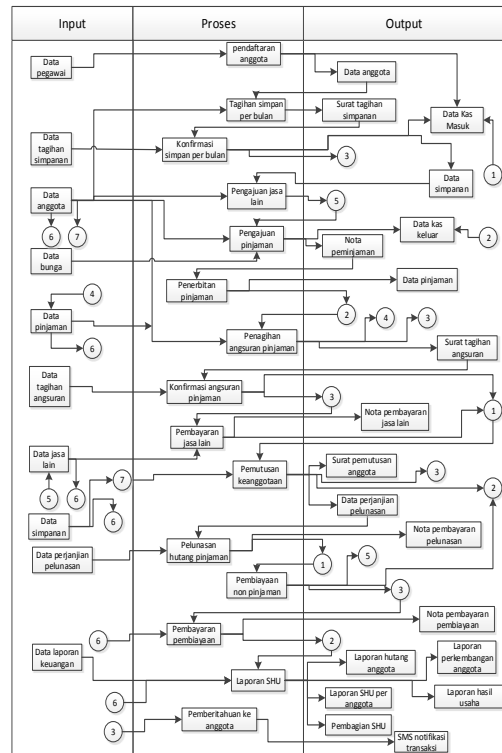 Input
Proses
Output
Data
pegawai
pendaftaran
anggota
Data anggota
Tagihan simpan
per bulan
Surat tagihan
simpanan
Data Kas
Masuk
Data
tagihan
simpanan
Konfirmasi
simpan per bulan
3
1
Data
simpanan
Data
anggota
Pengajuan jasa
lain
5
6
7
Pengajuan
pinjaman
Data kas
keluar
2
Data
bunga
Nota
peminjaman
Penerbitan
pinjaman
Data pinjaman
4
Data
pinjaman
6
2
4
3
Penagihan
angsuran pinjaman
Surat tagihan
angsuran
Data
tagihan
angsuran
Konfirmasi angsuran
pinjaman
3
1
Nota pembayaran
jasa lain
Pembayaran
jasa lain
Data jasa
lain
5
6
7
Pemutusan
keanggotaan
Surat pemutusan
anggota
3
2
Data
simpanan
6
Data perjanjian
pelunasan
Data perjanjian
pelunasan
Pelunasan
hutang pinjaman
Nota pembayaran
pelunasan
1
5
Pembiayaan
non pinjaman
3
6
Pembayaran
pembiayaan
2
Nota pembayaran
pembiayaan
Data laporan
keuangan
Laporan SHU
Laporan hutang
anggota
Laporan
perkembangan
anggota
6
Laporan SHU per
anggota
Laporan hasil
usaha
3
Pemberitahuan ke
anggota
Pembagian SHU
SMS notifikasi
transaksi